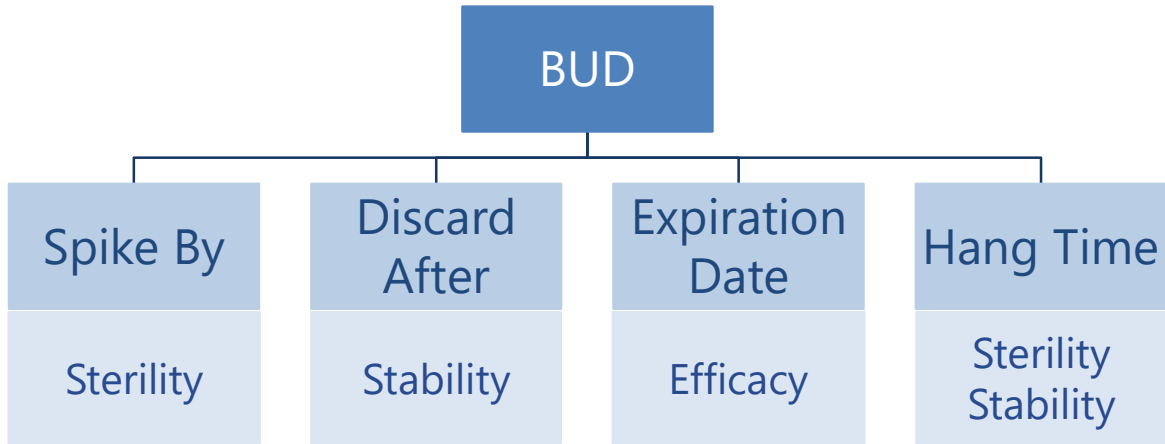 BUD
Spike By
Discard
After
Expiration
Date
Hang Time
Sterility
Stability
Efficacy
Sterility
Stability